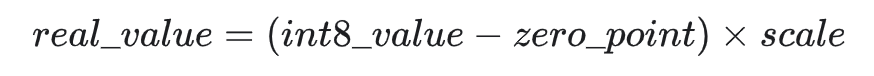 real_value = (int8_value − zero_point) × scale